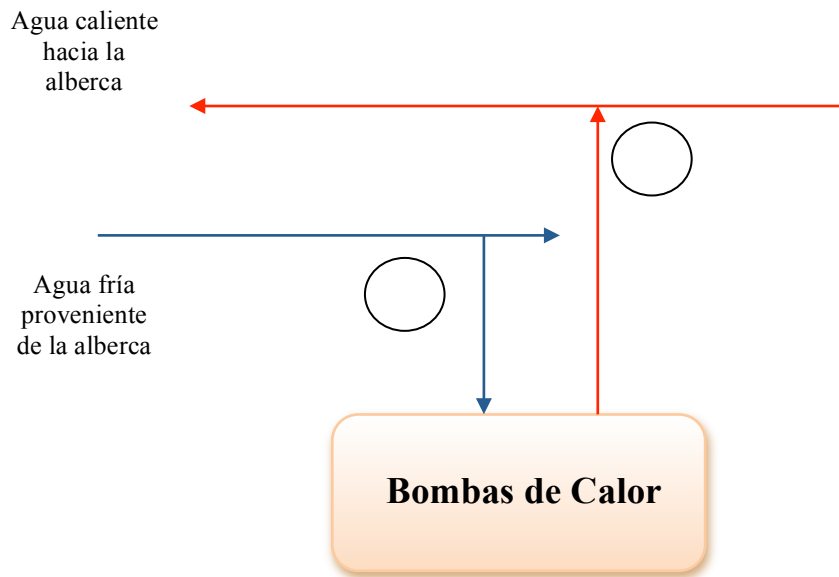 Agua caliente
hacia la
alberca
Agua fría
proveniente
de la alberca
Bombas de Calor